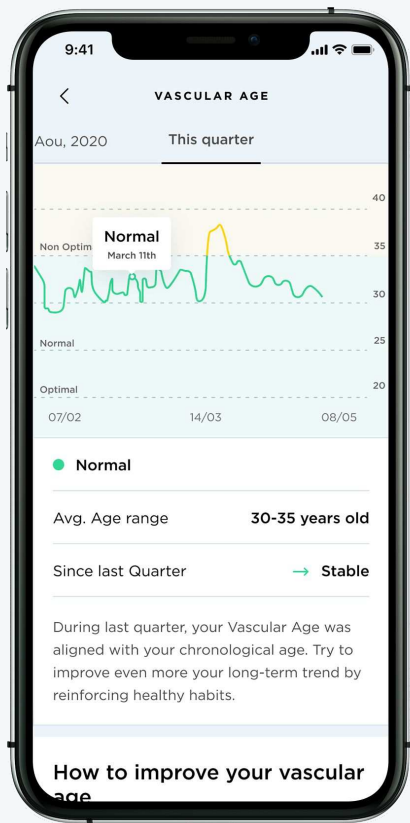 9:41
VASCULAR AGE
Aou, 2020 This quarter
40
Non Optim 35
Normal
March 11th
30
Normal 25
Optimal 20
07/02 14/03 08/05
Normal
Avg. Age range 30-35 years old
Since last Quarter → Stable
During last quarter, your Vascular Age was
aligned with your chronological age. Try to
improve even more your long-term trend by
reinforcing healthy habits.
How to improve your vascular
age